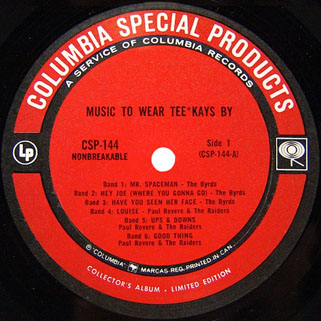 COLUMBIA SPECIAL PRODUCTS
A SERVICE OF COLUMBIA RECORDS
MUSIC TO WEAR TEE*KAYS BY
CSP-144
NONBREAKABLE
Side 1
(CSP-144-A)
LP
Band 1: MR. SPACEMAN - The Byrds
Band 2: HEY JOE (WHERE YOU GONNA GO) - The Byrds
Band 3: HAVE YOU SEEN HER FACE - The Byrds
Band 4: LOUISE - Paul Revere & The Raiders
Band 5: UPS & DOWNS
Paul Revere & The Raiders
Band 6: GOOD THING
Paul Revere & The Raiders
® "COLUMBIA" MARCAS REG. PRINTED IN CAN.
COLLECTOR'S ALBUM - LIMITED EDITION